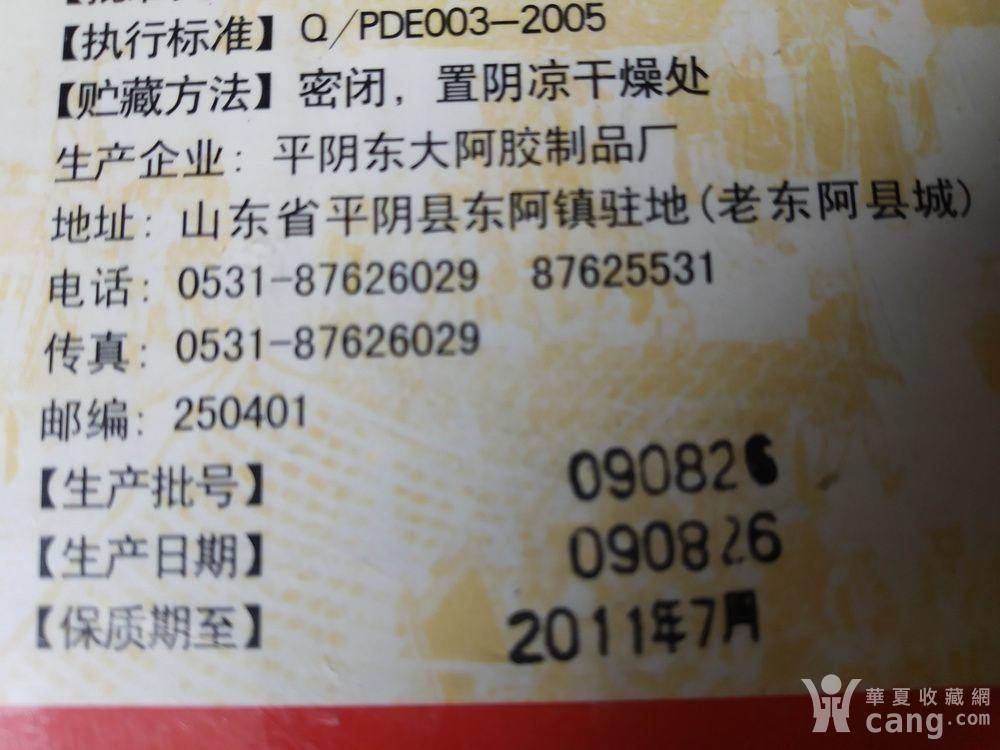 【执行标准】 Q/PDE003-2005
【贮藏方法】 密闭，置阴凉干燥处
生产企业: 平阴东大阿胶制品厂
地址: 山东省平阴县东阿镇驻地(老东阿县城)
电话: 0531-87626029 87625531
传真: 0531-87626029
邮编: 250401
【生产批号】 090826
【生产日期】 090826
【保质期至】 2011年7月
華夏收藏網
cang.com